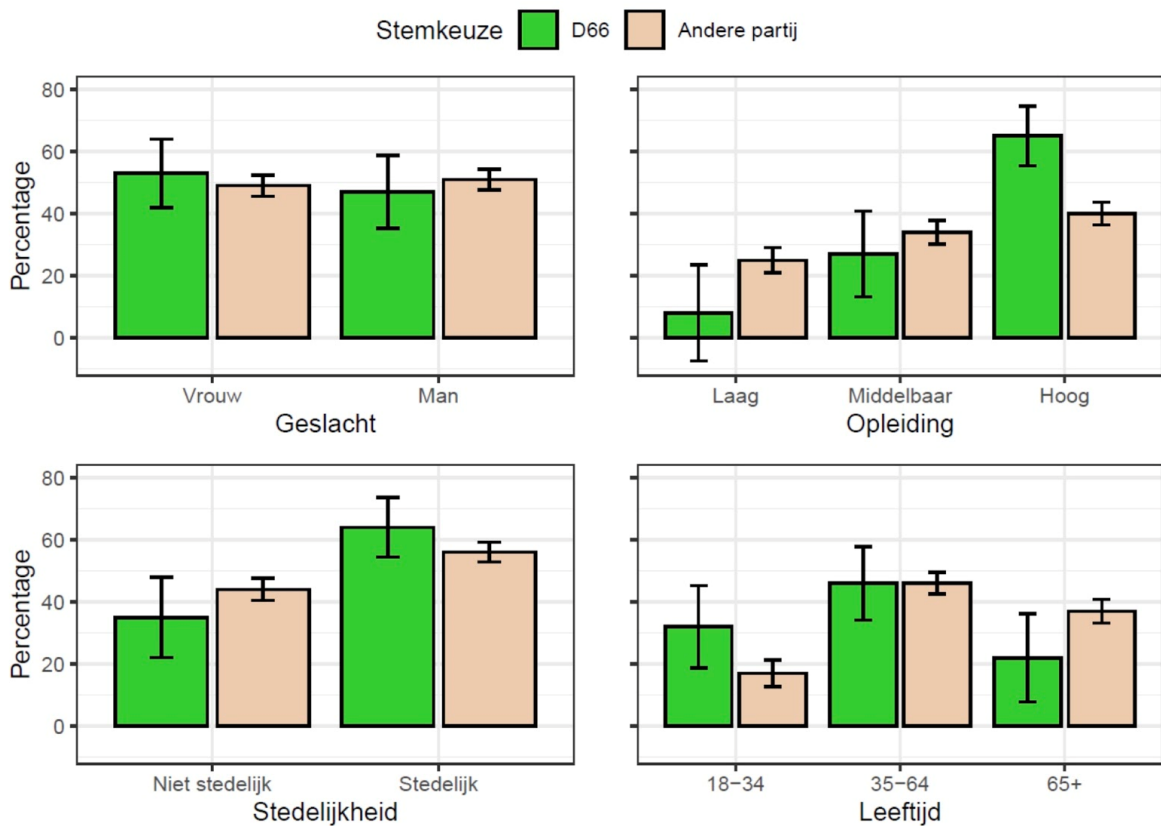 Stemkeuze D66 Andere partij
Percentage
80
60
40
20
0
Vrouw Man
Geslacht
Laag Middelbaar Hoog
Opleiding
Percentage
80
60
40
20
0
Niet stedelijk Stedelijk
Stedelijkheid
18−34 35−64 65+
Leeftijd